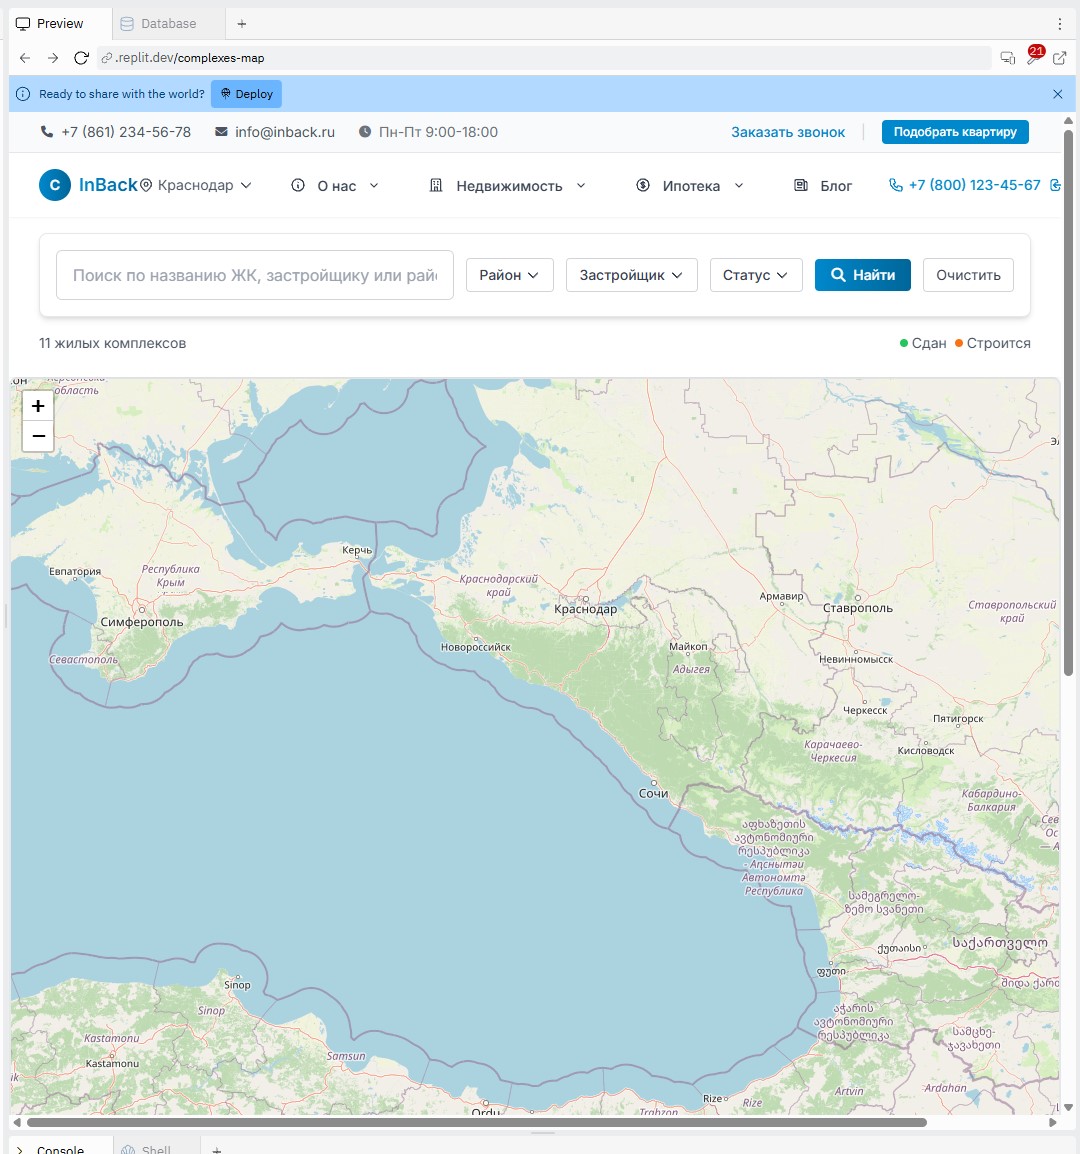 Preview
Database
21
.replit.dev/complexes-map
Ready to share with the world?
Deploy
+7 (861) 234-56-78
info@inback.ru
Пн-Пт 9:00-18:00
Заказать звонок
Подобрать квартиру
C
InBack
Краснодар
О нас
Недвижимость
Ипотека
Блог
+7 (800) 123-45-67
Поиск по названию ЖК, застройщику или рай
Район
Застройщик
Статус
Найти
Очистить
11 жилых комплексов
Сдан
Строится
область
+
−
Керчь
Евпатория
Республика
Крым
Краснодарский
край
Краснодар
Армавир
Ставрополь
Ставропольский
край
Симферополь
Севастополь
Новороссийск
Майкоп
Адыгея
Невинномысск
Черкесск
Пятигорск
Карачаево-
Черкесия
Кисловодск
Сочи
Кабардино-
Балкария
აფხაზეთის
ავტონომიური
რესპუბლიკა
- Аԥснытәи
Автономтә
Республика
სამეგრელო-
ზემო სვანეთი
ქუთაისი
საქართველო
ფოთი
აჭარის
ავტონომიური
რესპუბლიკა
სამცხე-
ჯავახეთი
Sinop
Sinop
Kastamonu
Kastamonu
Samsun
Ordu
Trabzon
Rize
Rize
Artvin
Ardahan
Console
Shell